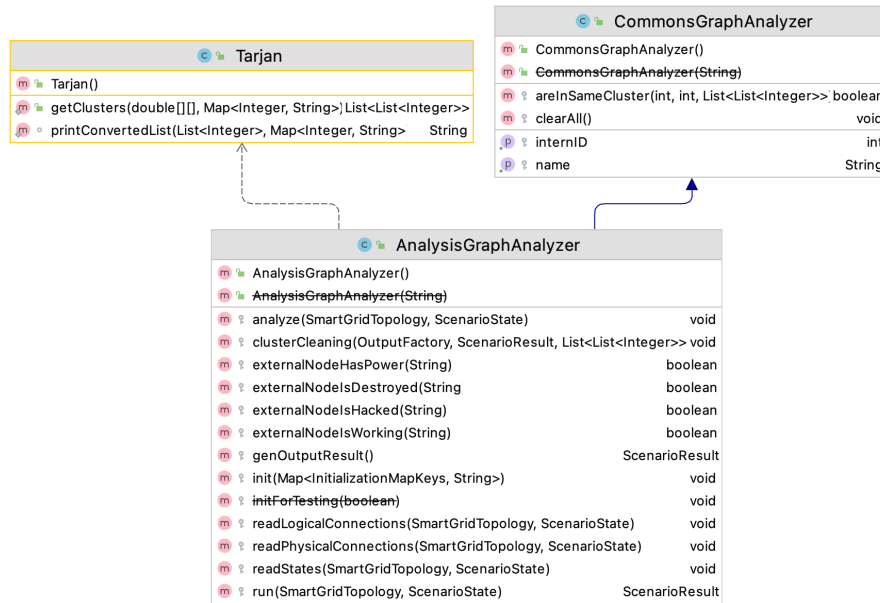 Tarjan
Tarjan()
getClusters(double[][], Map<Integer, String>) List<List<Integer>>
printConvertedList(List<Integer>, Map<Integer, String> String
CommonsGraphAnalyzer
CommonsGraphAnalyzer()
CommonsGraphAnalyzer(String)
areInSameCluster(int, int, List<List<Integer>>) boolean
clearAll() void
internID int
name String
AnalysisGraphAnalyzer
AnalysisGraphAnalyzer()
AnalysisGraphAnalyzer(String)
analyze(SmartGridTopology, ScenarioState) void
clusterCleaning(OutputFactory, ScenarioResult, List<List<Integer>> void
externalNodeHasPower(String) boolean
externalNodeIsDestroyed(String boolean
externalNodeIsHacked(String) boolean
externalNodeIsWorking(String) boolean
genOutputResult() ScenarioResult
init(Map<InitializationMapKeys, String>) void
initForTesting(boolean) void
readLogicalConnections(SmartGridTopology, ScenarioState) void
readPhysicalConnections(SmartGridTopology, ScenarioState) void
readStates(SmartGridTopology, ScenarioState) void
run(SmartGridTopology, ScenarioState) ScenarioResult